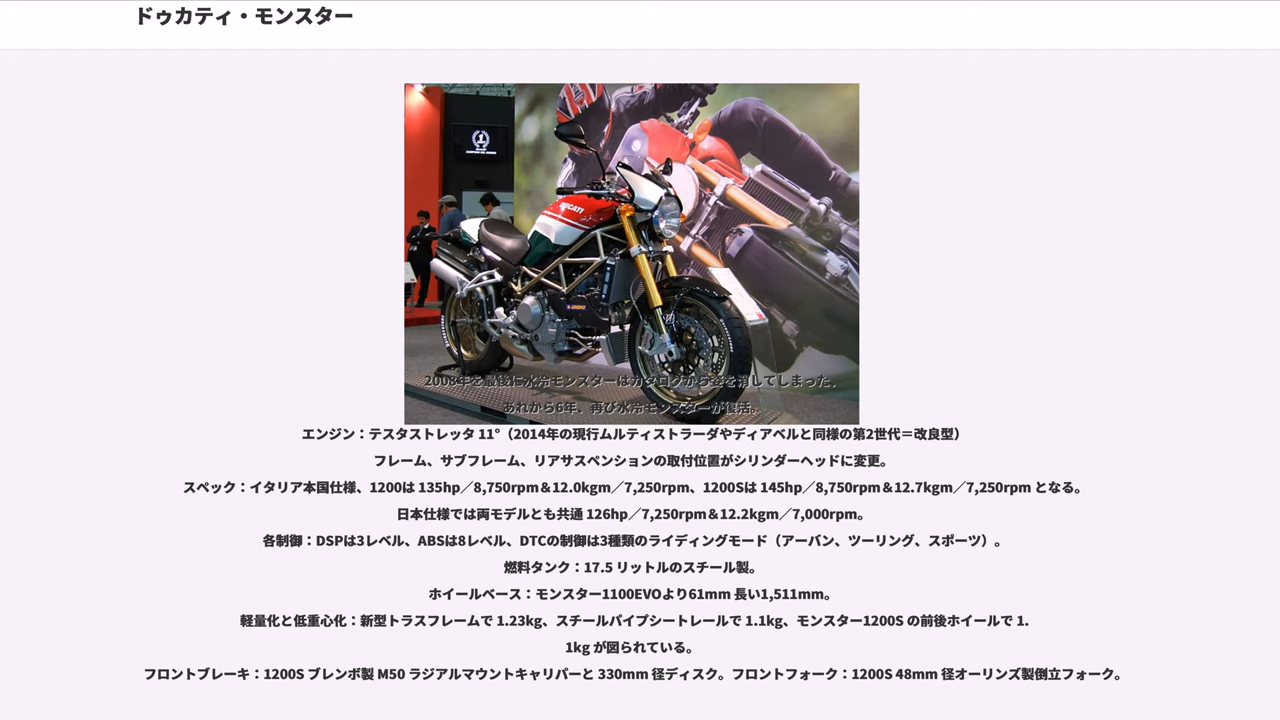 ドゥカティ・モンスター
DUCATI
2008年を最後に水冷モンスターはカタログから姿を消してしまった。
あれから6年、再び水冷モンスターが復活。
エンジン：テスタストレッタ 11°（2014年の現行ムルティストラーダやディアベルと同様の第2世代＝改良型）
フレーム、サブフレーム、リアサスペンションの取付位置がシリンダーヘッドに変更。
スペック：イタリア本国仕様、1200は 135hp／8,750rpm＆12.0kgm／7,250rpm、1200Sは 145hp／8,750rpm＆12.7kgm／7,250rpm となる。
日本仕様では両モデルとも共通 126hp／7,250rpm＆12.2kgm／7,000rpm。
各制御：DSPは3レベル、ABSは8レベル、DTCの制御は3種類のライディングモード（アーバン、ツーリング、スポーツ）。
燃料タンク：17.5 リットルのスチール製。
ホイールベース：モンスター1100EVOより61mm 長い1,511mm。
軽量化と低重心化：新型トラスフレームで 1.23kg、スチールパイプシートレールで 1.1kg、モンスター1200S の前後ホイールで 1.
1kg が図られている。
フロントブレーキ：1200S ブレンボ製 M50 ラジアルマウントキャリパーと 330mm 径ディスク。フロントフォーク：1200S 48mm 径オーリンズ製倒立フォーク。